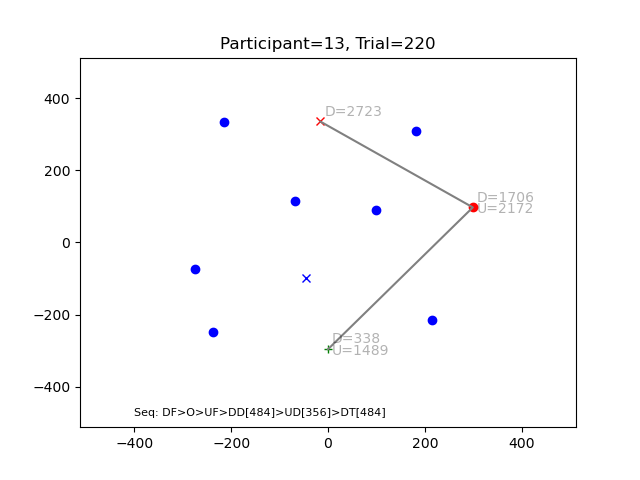 Participant=13, Trial=220
D=2723
D=1706
U=2172
D=338
U=1489
Seq: DF>O>UF>DD[484]>UD[356]>DT[484]
400
200
0
−200
−400
−400
−200
0
200
400